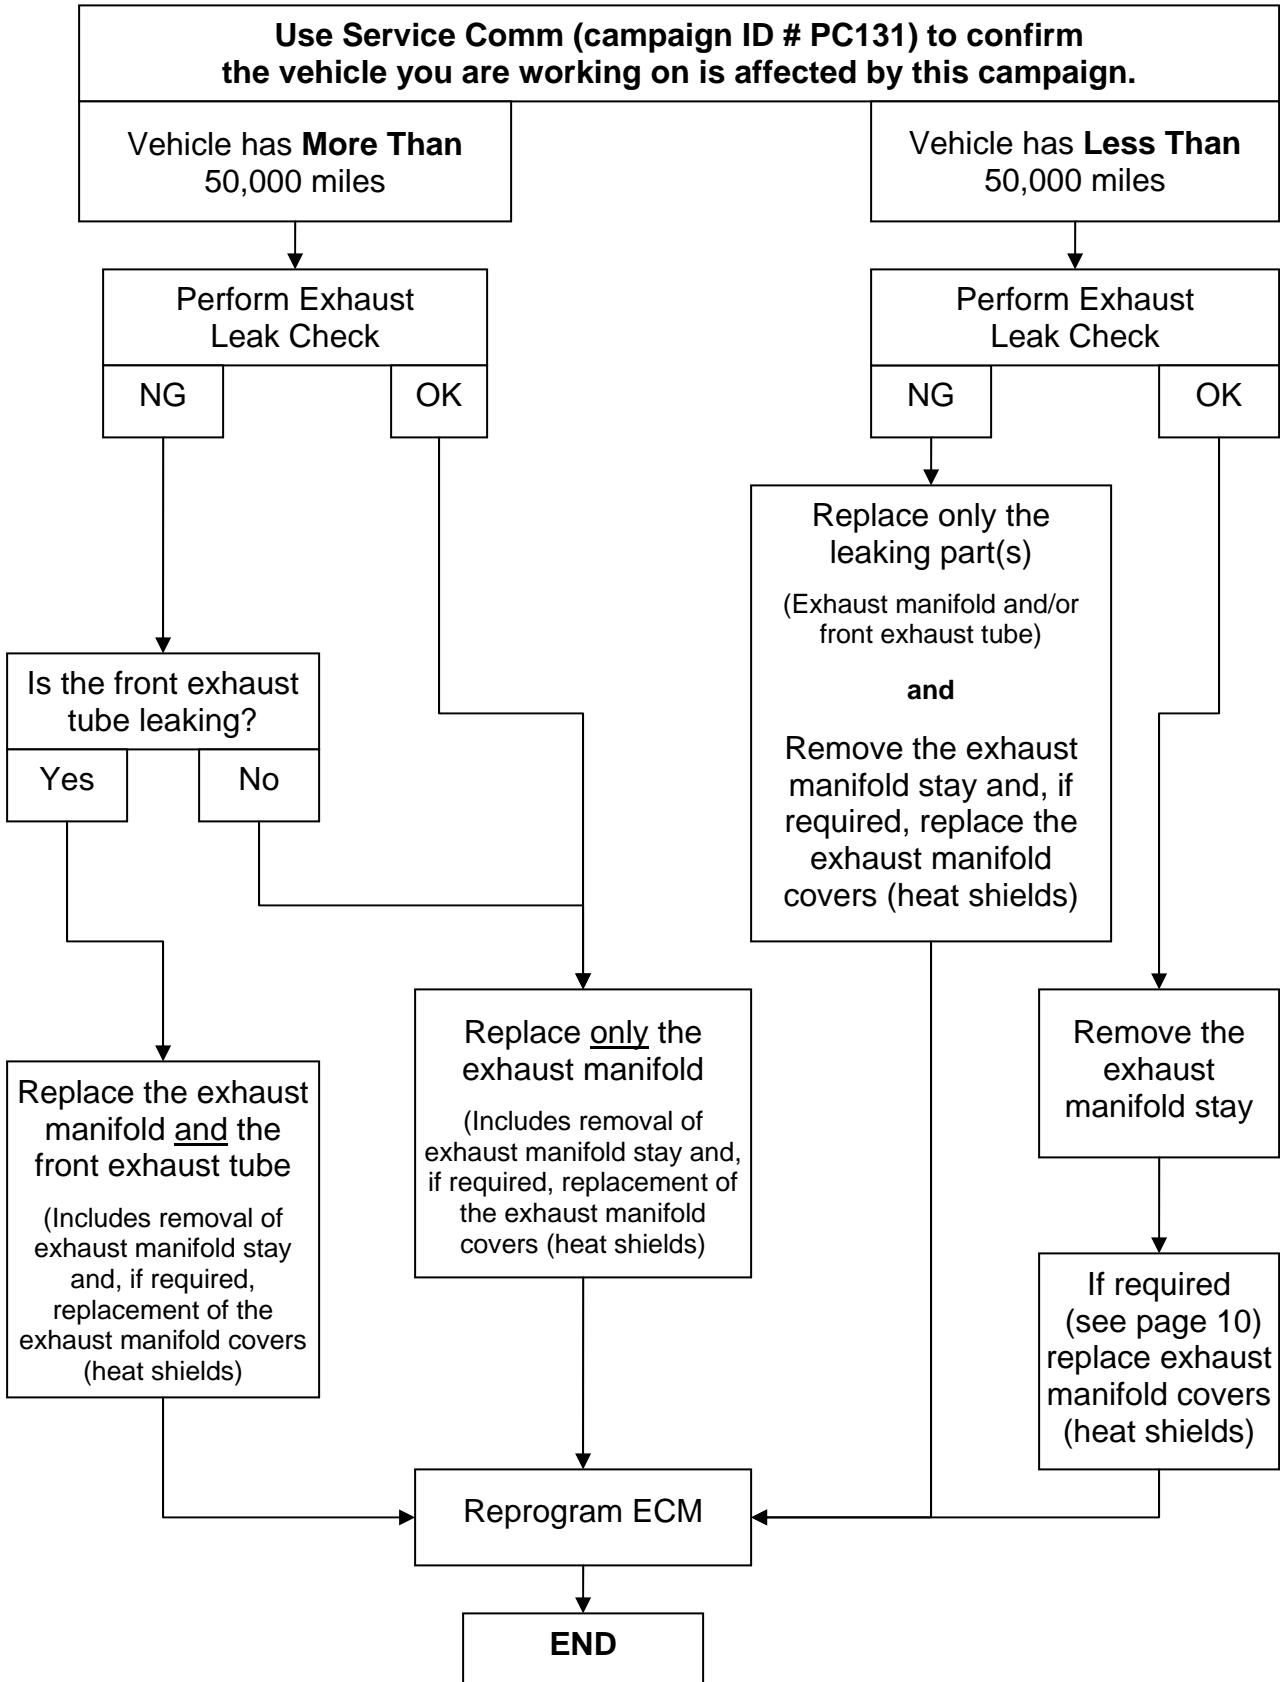 Use Service Comm (campaign ID # PC131) to confirm
the vehicle you are working on is affected by this campaign.
Vehicle has More Than
50,000 miles
Vehicle has Less Than
50,000 miles
Perform Exhaust
Leak Check
NG
OK
Perform Exhaust
Leak Check
NG
OK
Replace only the
leaking part(s)
(Exhaust manifold and/or
front exhaust tube)
and
Remove the exhaust
manifold stay and, if
required, replace the
exhaust manifold
covers (heat shields)
Is the front exhaust
tube leaking?
Yes
No
Replace the exhaust
manifold and the
front exhaust tube
(Includes removal of
exhaust manifold stay
and, if required,
replacement of the
exhaust manifold covers
(heat shields)
Replace only the
exhaust manifold
(Includes removal of
exhaust manifold stay and,
if required, replacement of
the exhaust manifold
covers (heat shields)
Remove the
exhaust
manifold stay
If required
(see page 10)
replace exhaust
manifold covers
(heat shields)
Reprogram ECM
END